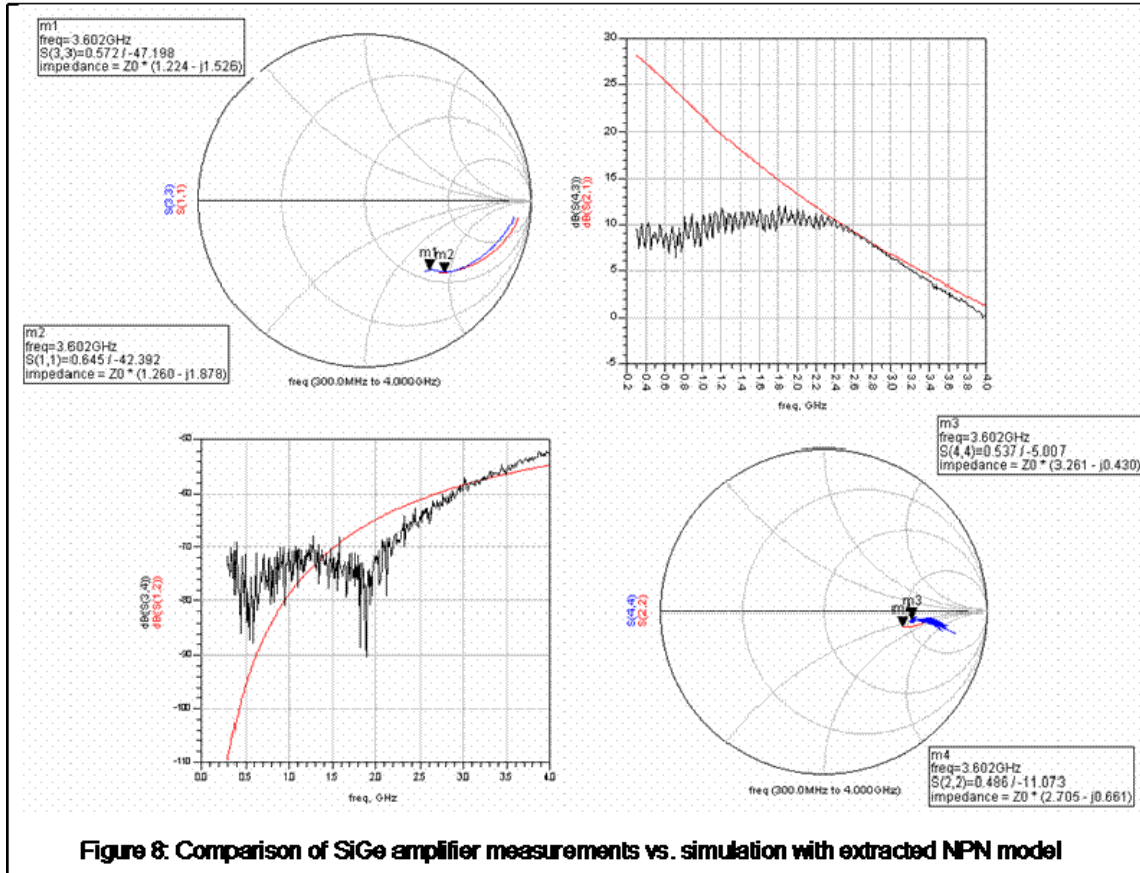 m1
freq=3.602GHz
S(3,3)=0.572 / -47.198
impedance = Z0 * (1.224 - j1.526)
S(3,3)
S(1,1)
m1
m2
m2
freq=3.602GHz
S(1,1)=0.645 / -42.392
impedance = Z0 * (1.260 - j1.878)
freq (300.0MHz to 4.000GHz)
30
25
20
15
10
5
0
-5
dB(S(4,3))
dB(S(2,1))
0.2
0.4
0.6
0.8
1.0
1.2
1.4
1.6
1.8
2.0
2.2
2.4
2.6
2.8
3.0
3.2
3.4
3.6
3.8
4.0
freq, GHz
-50
-60
-70
-80
-90
-100
-110
dB(S(3,4))
dB(S(1,2))
0.0
0.5
1.0
1.5
2.0
2.5
3.0
3.5
4.0
freq, GHz
m3
freq=3.602GHz
S(4,4)=0.537 / -5.007
impedance = Z0 * (3.261 - j0.430)
S(4,4)
S(2,2)
m3
m4
freq=3.602GHz
S(2,2)=0.486 / -11.073
impedance = Z0 * (2.705 - j0.661)
freq (300.0MHz to 4.000GHz)
Figure 8: Comparison of SiGe amplifier measurements vs. simulation with extracted NPN model